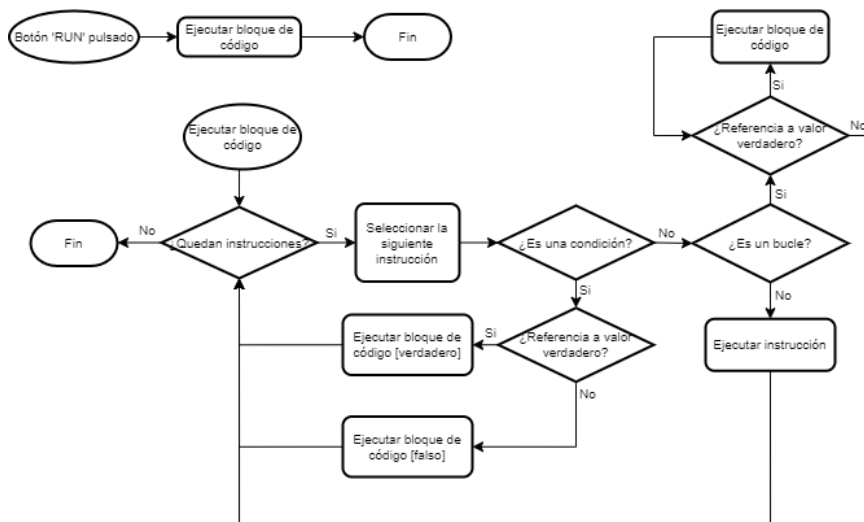 Botón 'RUN' pulsado
Ejecutar bloque de
código
Fin
Ejecutar bloque de
código
Si
¿Referencia a valor
verdadero?
No
Si
Ejecutar bloque de
código
Fin
No
¿Quedan instrucciones?
Si
Seleccionar la
siguiente
instrucción
¿Es una condición?
No
¿Es un bucle?
Si
No
Ejecutar bloque de
código [verdadero]
Si
¿Referencia a valor
verdadero?
Ejecutar instrucción
No
Ejecutar bloque de
código [falso]